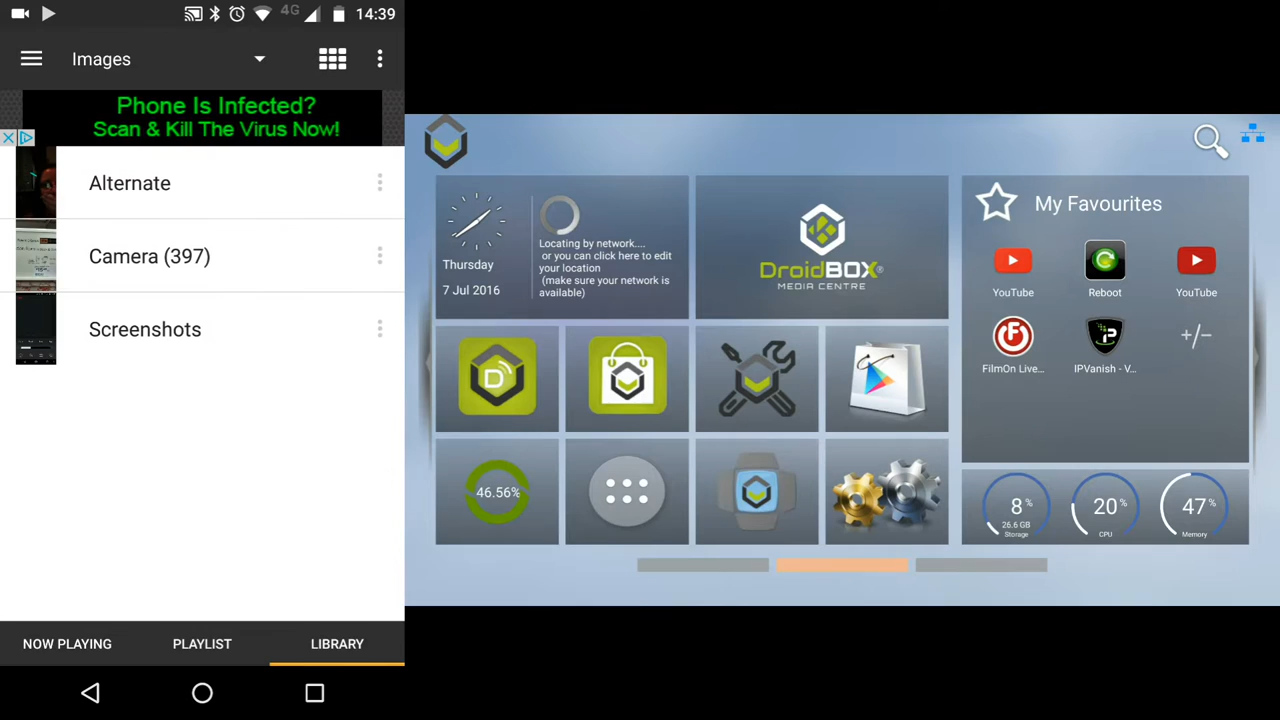 4G 14:39
Images
Phone Is Infected?
Scan & Kill The Virus Now!
Alternate
Camera (397)
Screenshots
NOW PLAYING
PLAYLIST
LIBRARY
Thursday
7 Jul 2016
Locating by network....
or you can click here to edit
your location
(make sure your network is
available)
DroidBOX®
MEDIA CENTRE
My Favourites
YouTube
Reboot
YouTube
FilmOn Live...
IPVanish - V...
+/-
D
46.56%
8%
26.6 GB
Storage
20%
CPU
47%
Memory